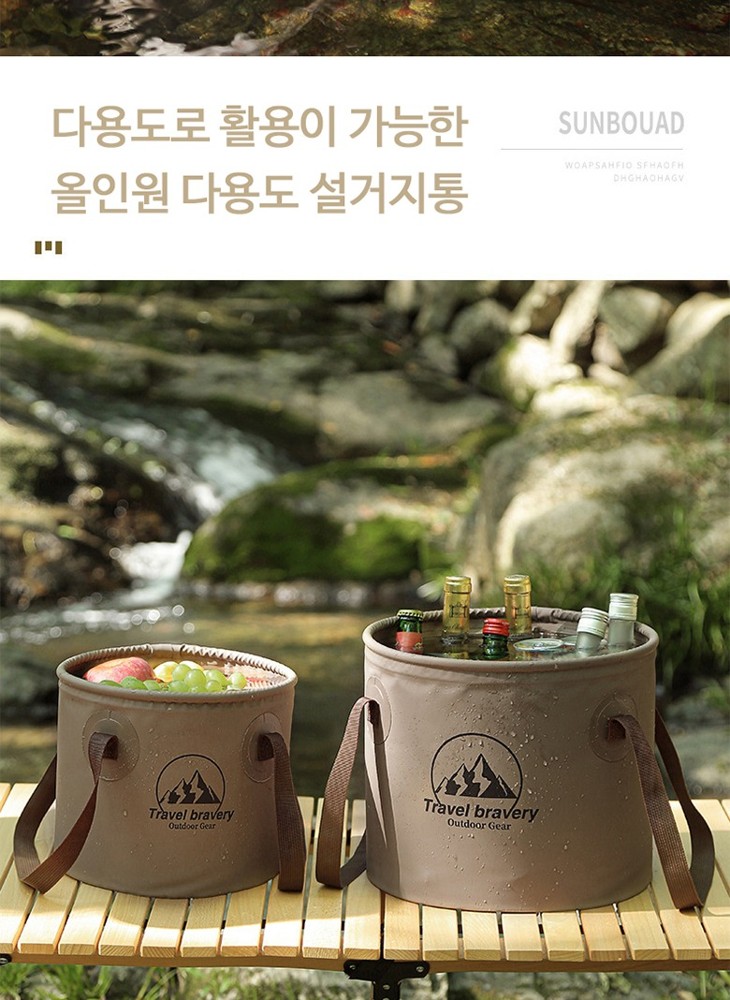 다용도로 활용이 가능한
올인원 다용도 설거지통
SUNBOUAD
WOAPSAHFIO SFHAOFH
DHGHAOHAGV
Travel bravery
Outdoor Gear
Travel bravery
Outdoor Gear